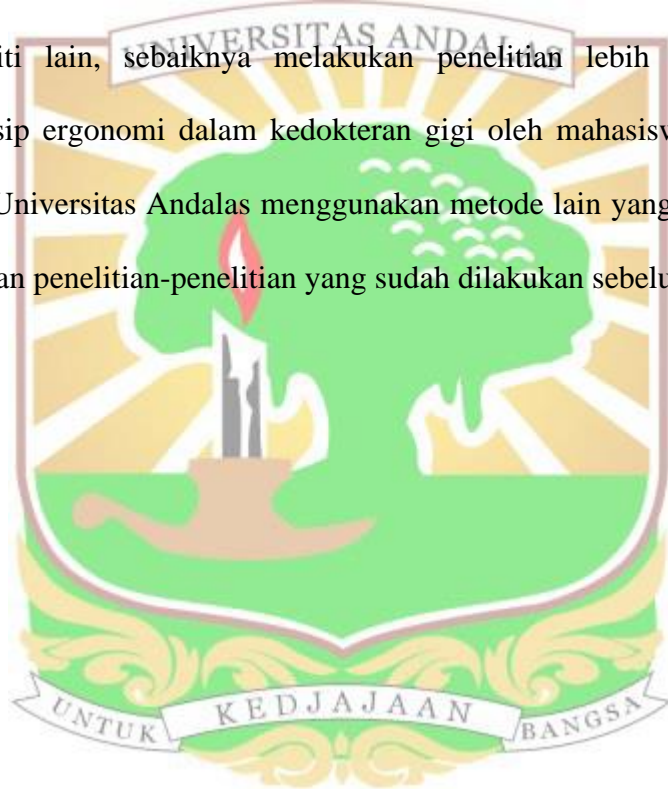 UNIVERSITAS ANDALAS
iti lain, sebaiknya melakukan penelitian lebih
sip ergonomi dalam kedokteran gigi oleh mahasisw
Universitas Andalas menggunakan metode lain yang
an penelitian-penelitian yang sudah dilakukan sebelu
UNTUK KEDJAJAAN BANGSA